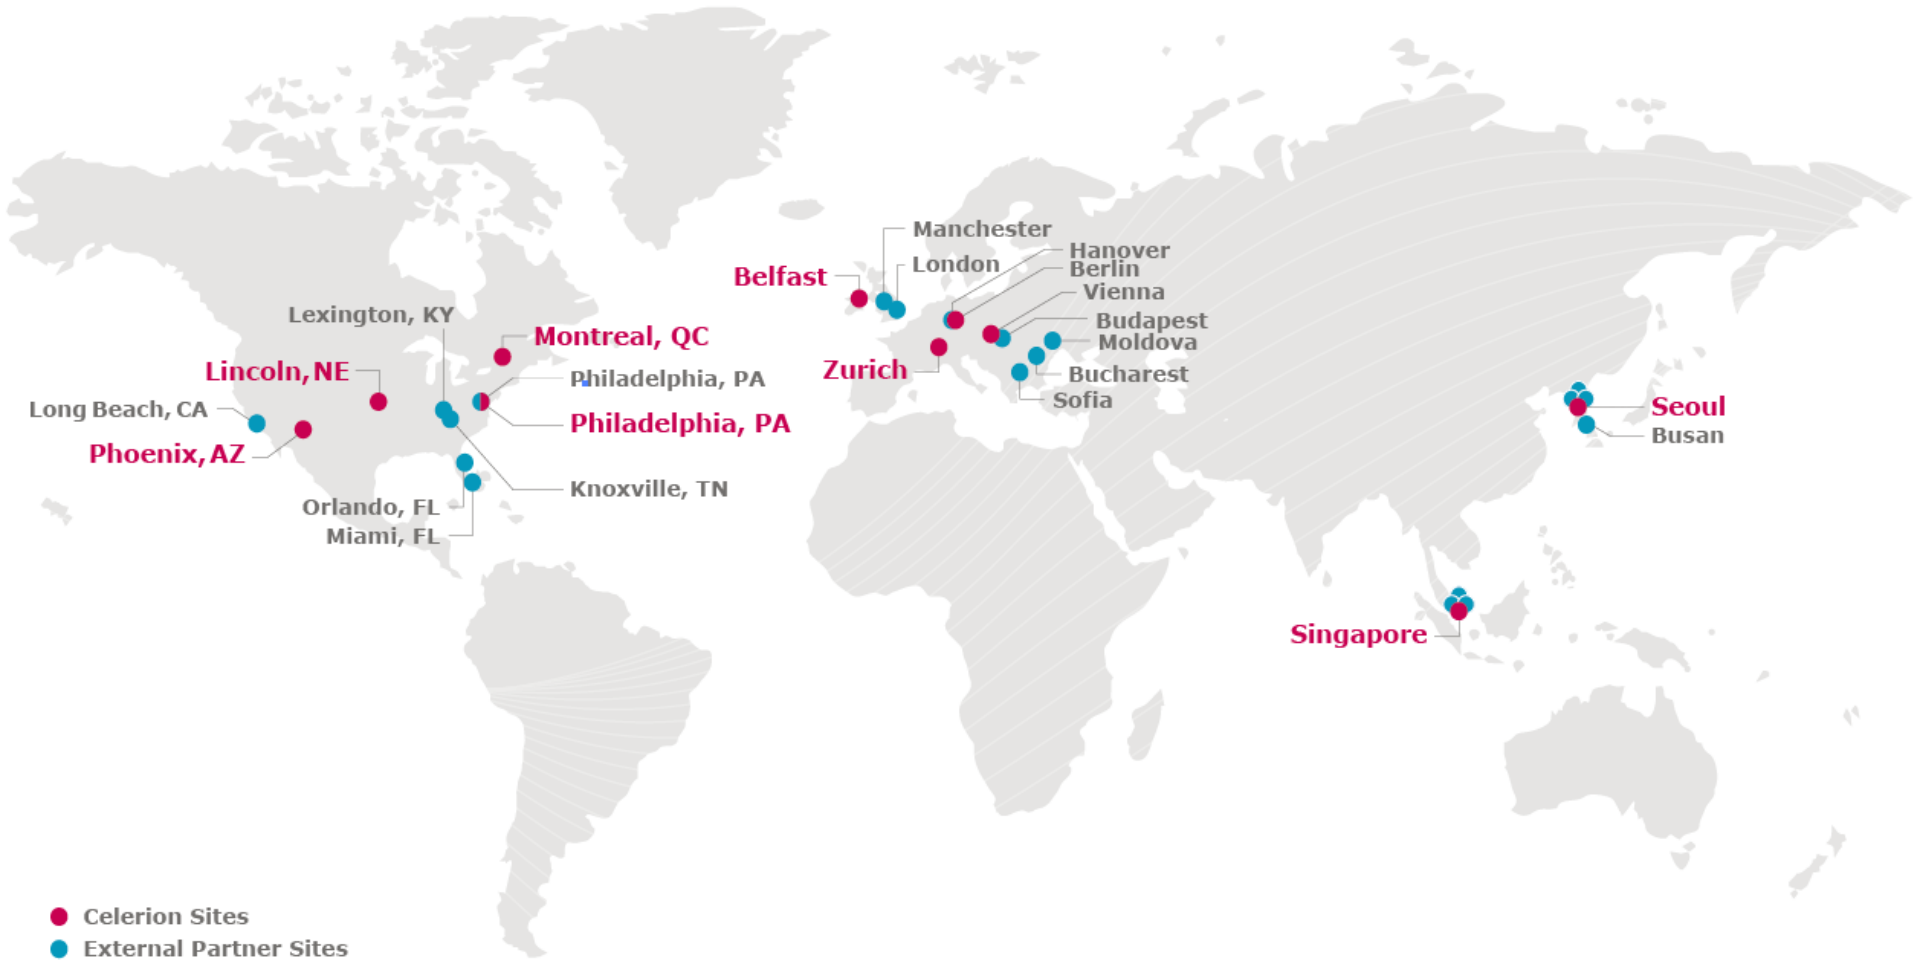 Manchester
Hanover
London
Berlin
Belfast
Vienna
Lexington, KY
Budapest
Montreal, QC
Moldova
Lincoln, NE
Zurich
Philadelphia, PA
Bucharest
Long Beach, CA
Sofia
Seoul
Philadelphia, PA
Busan
Phoenix, AZ
Knoxville, TN
Orlando, FL
Miami, FL
Singapore
Celerion Sites
External Partner Sites